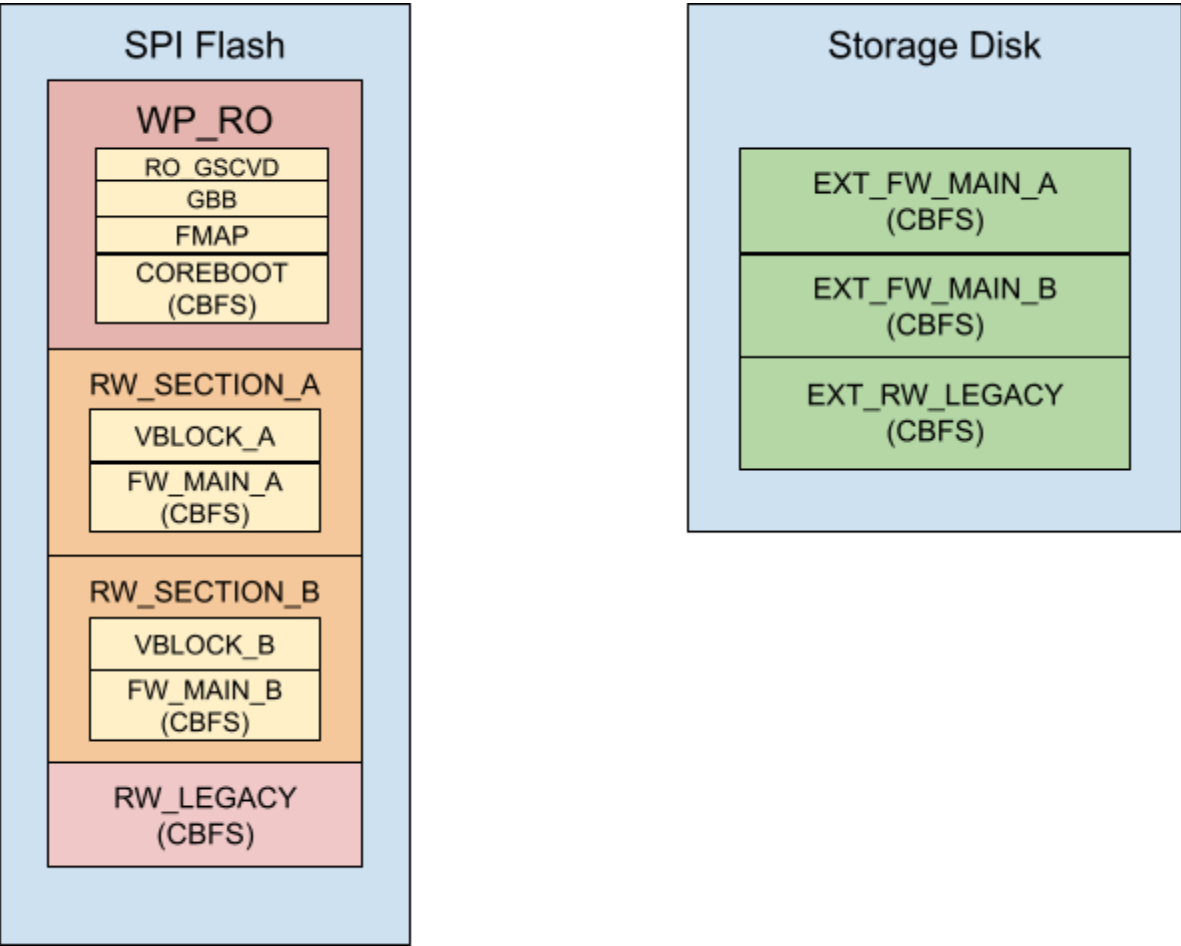 SPI Flash
WP_RO
RO_GSCVD
GBB
FMAP
COREBOOT
(CBFS)
RW_SECTION_A
VBLOCK_A
FW_MAIN_A
(CBFS)
RW_SECTION_B
VBLOCK_B
FW_MAIN_B
(CBFS)
RW_LEGACY
(CBFS)
Storage Disk
EXT_FW_MAIN_A
(CBFS)
EXT_FW_MAIN_B
(CBFS)
EXT_RW_LEGACY
(CBFS)